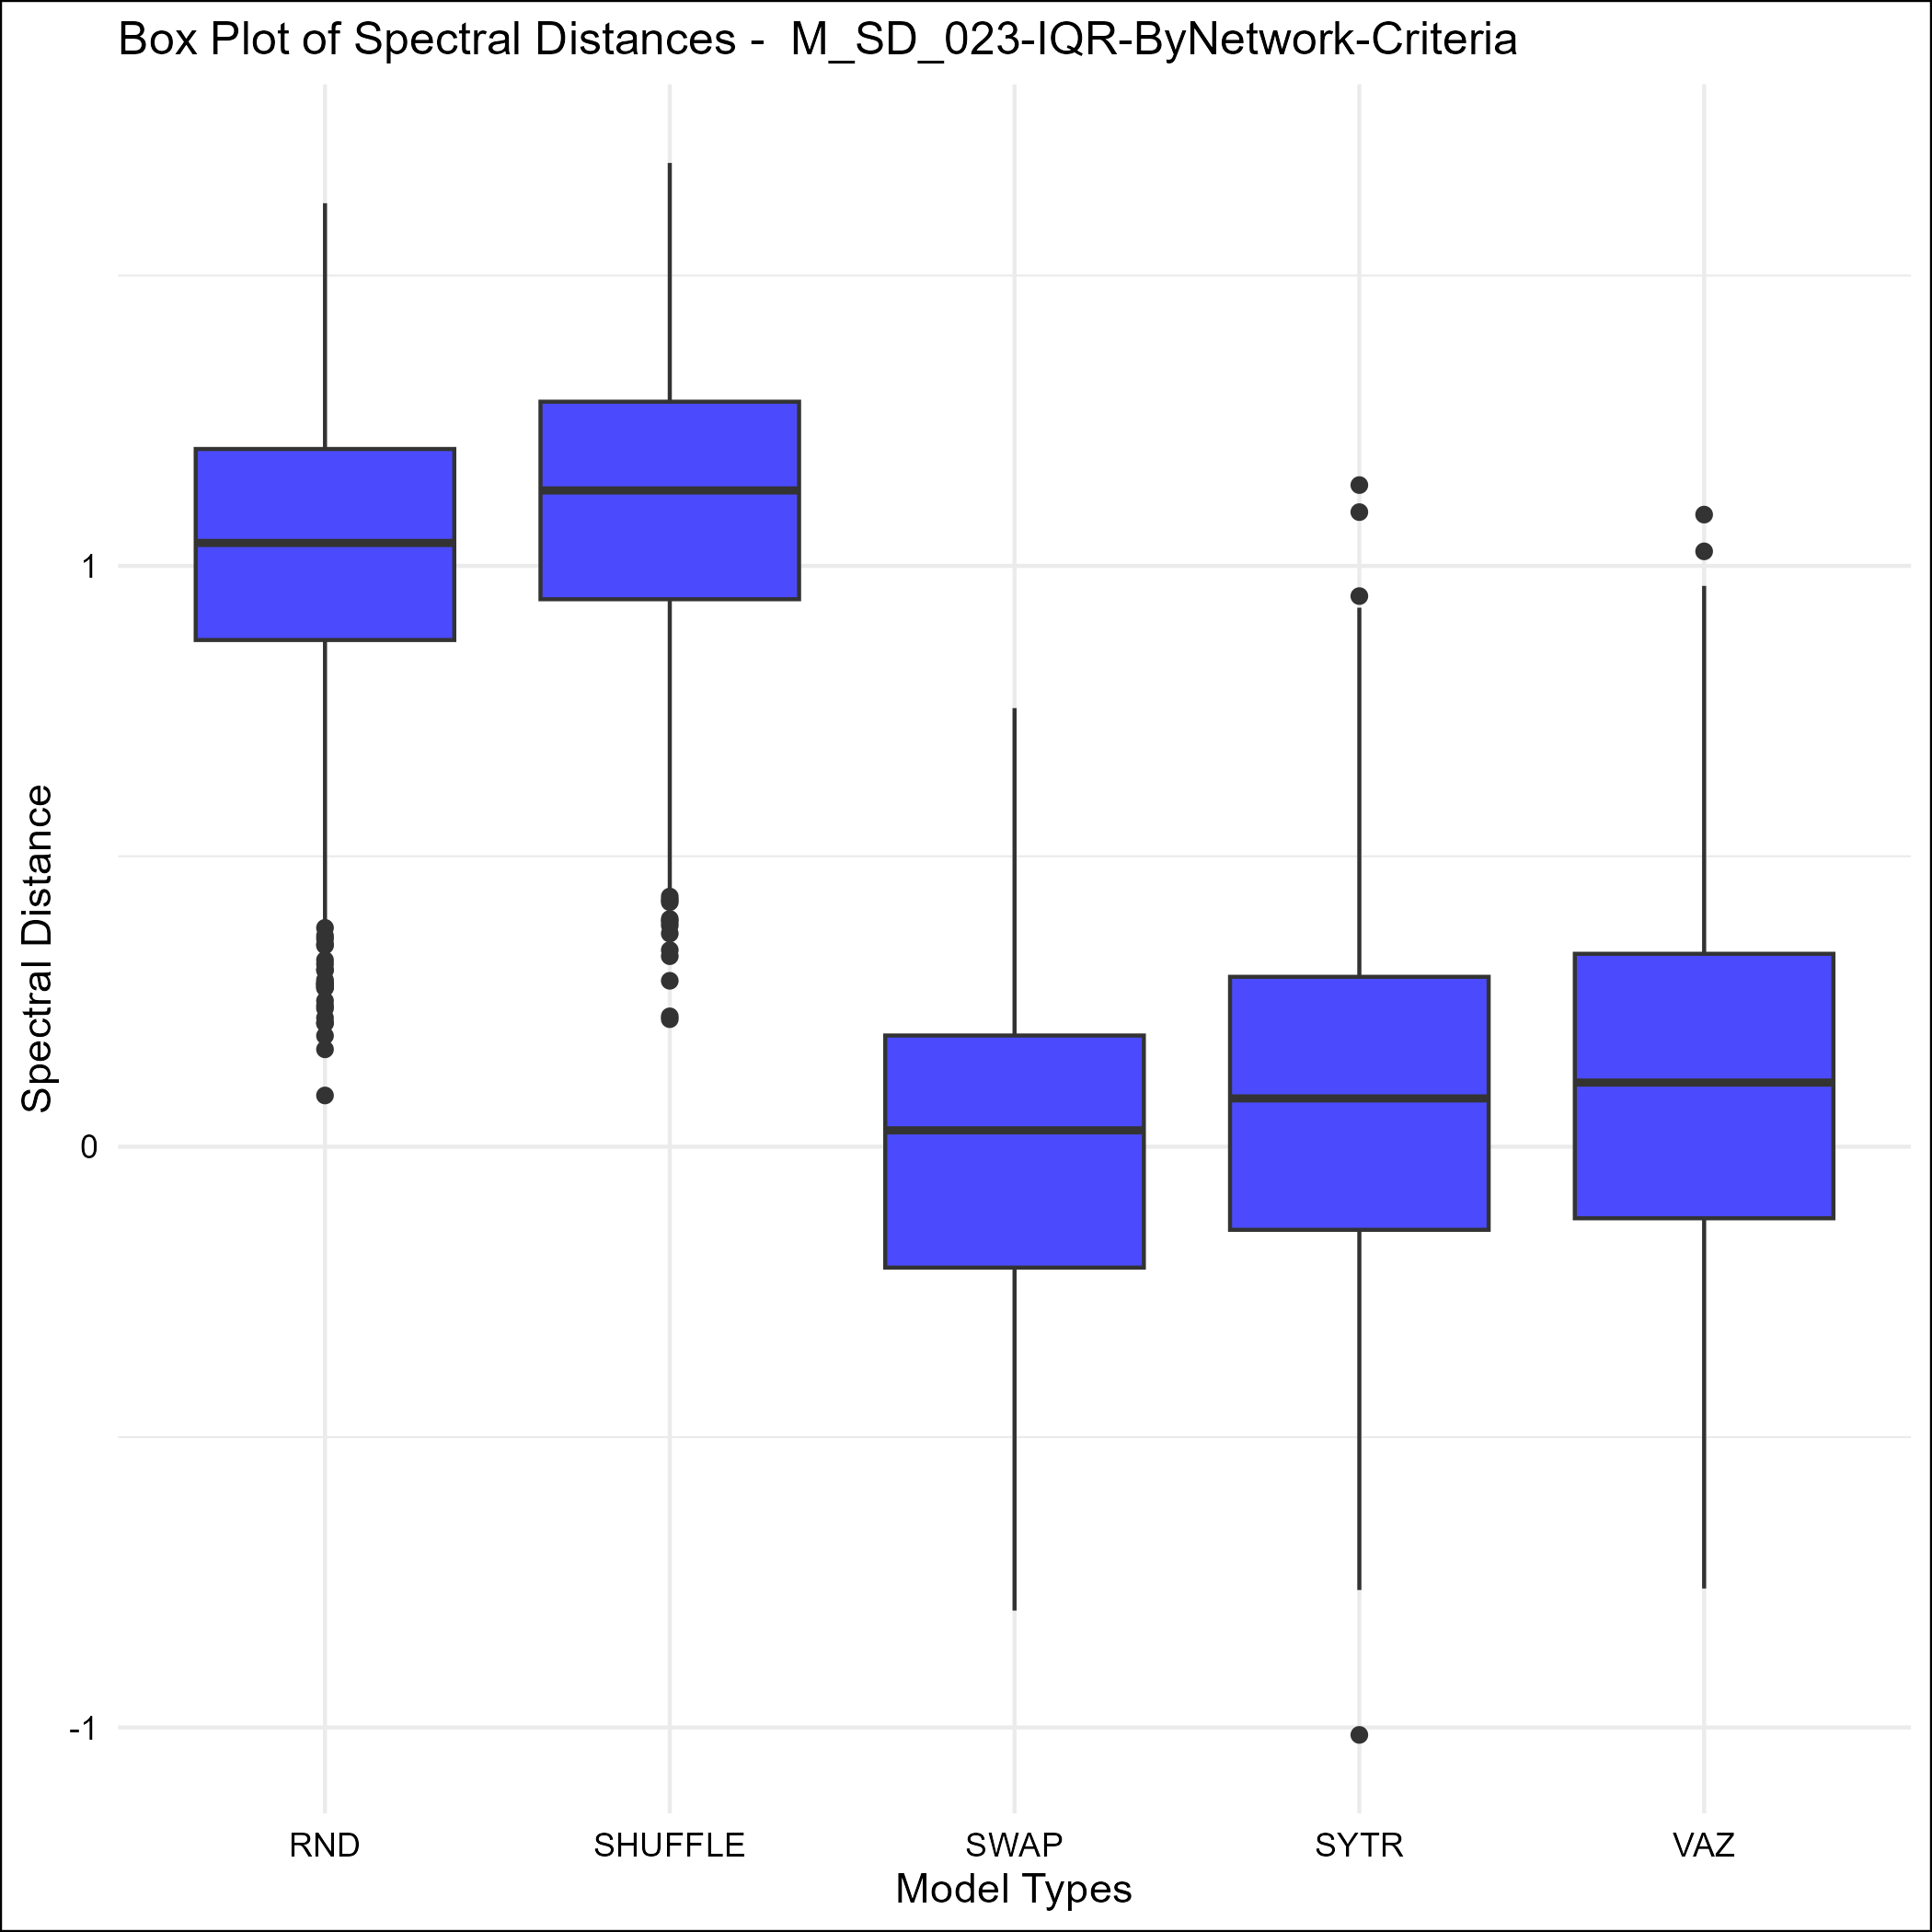 Box Plot of Spectral Distances -  M_SD_023-IQR-ByNetwork-Criteria
Spectral Distance
1
0
-1
RND SHUFFLE SWAP SYTR VAZ
Model Types